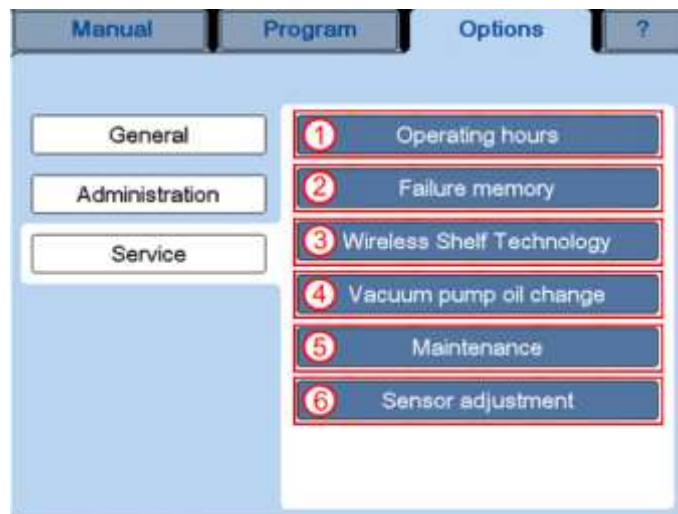 Manual Program Options ?
General
Administration
Service
1 Operating hours
2 Failure memory
3 Wireless Shelf Technology
4 Vacuum pump oil change
5 Maintenance
6 Sensor adjustment